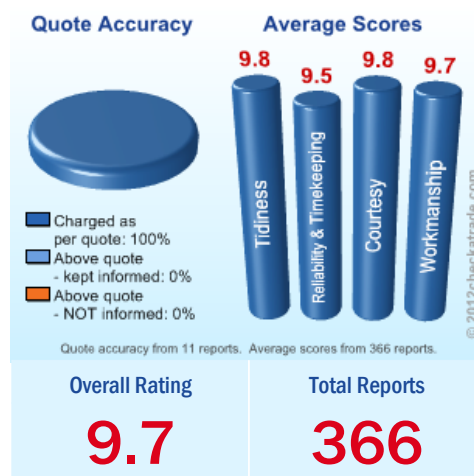 Quote Accuracy
Average Scores
9.8
9.5
9.8
9.7
Tidiness
Reliability & Timekeeping
Courtesy
Workmanship
Charged as
per quote: 100%
Above quote
- kept informed: 0%
Above quote
- NOT informed: 0%
© 2012checkatrade.com
Quote accuracy from 11 reports. Average scores from 366 reports.
Overall Rating
Total Reports
9.7
366